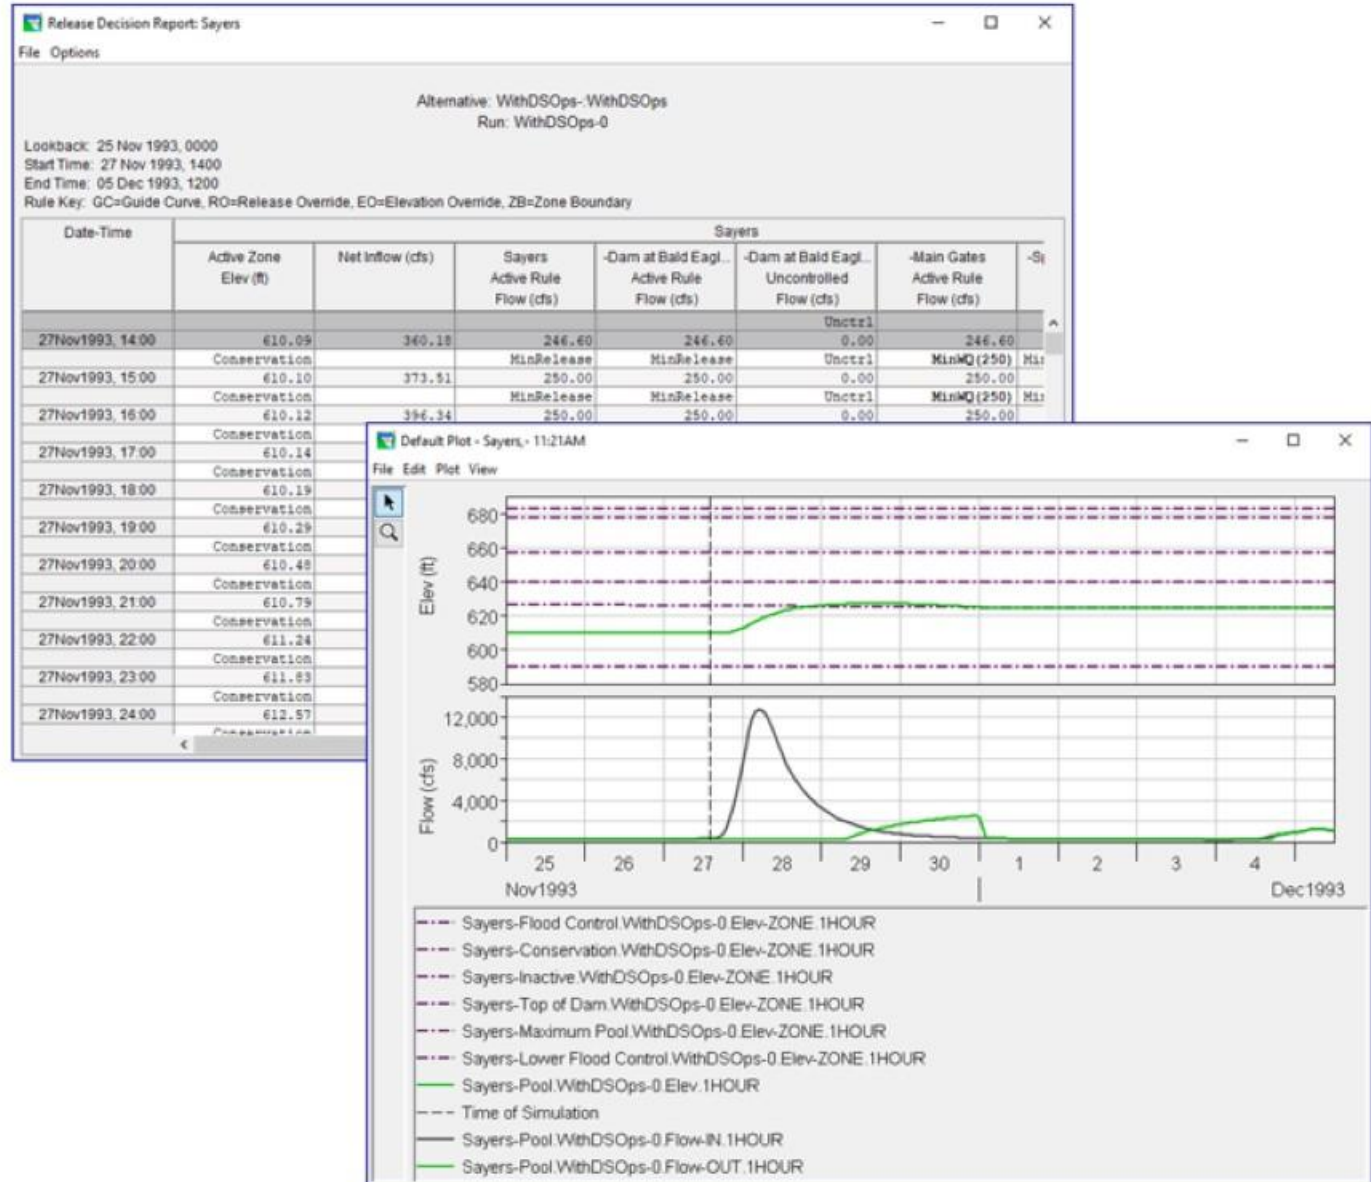 Release Decision Report: Sayers
File Options
Alternative: WithDSOps-:WithDSOps
Run: WithDSOps-0
Lookback: 25 Nov 1993, 0000
Start Time: 27 Nov 1993, 1400
End Time: 05 Dec 1993, 1200
Rule Key: GC=Guide Curve, RO=Release Override, EO=Elevation Override, ZB=Zone Boundary
Date-Time Sayers
Active Zone Net Inflow (cfs) Sayers -Dam at Bald Eagl... -Dam at Bald Eagl... -Main Gates
Elev (ft) Active Rule Active Rule Uncontrolled Active Rule
Flow (cfs) Flow (cfs) Flow (cfs) Flow (cfs)
Unctrl
27Nov1993, 14:00 610.09 360.18 246.60 246.60 0.00 246.60
Conservation MinRelease MinRelease Unctrl MinWQ(250)
27Nov1993, 15:00 610.10 373.51 250.00 250.00 0.00 250.00
Conservation MinRelease MinRelease Unctrl MinWQ(250)
27Nov1993, 16:00 610.12 396.34 250.00 250.00 0.00 250.00
Conservation
27Nov1993, 17:00 610.14
Conservation
27Nov1993, 18:00 610.19
Conservation
27Nov1993, 19:00 610.29
Conservation
27Nov1993, 20:00 610.48
Conservation
27Nov1993, 21:00 610.79
Conservation
27Nov1993, 22:00 611.24
Conservation
27Nov1993, 23:00 611.83
Conservation
27Nov1993, 24:00 612.57
Conservation
Default Plot - Sayers,- 11:21AM
File Edit Plot View
Elev (ft)
680
660
640
620
600
580
Flow (cfs)
12,000
8,000
4,000
0
25 26 27 28 29 30 1 2 3 4
Nov1993 Dec1993
Sayers-Flood Control.WithDSOps-0.Elev-ZONE.1HOUR
Sayers-Conservation.WithDSOps-0.Elev-ZONE.1HOUR
Sayers-Inactive.WithDSOps-0.Elev-ZONE.1HOUR
Sayers-Top of Dam.WithDSOps-0.Elev-ZONE.1HOUR
Sayers-Maximum Pool.WithDSOps-0.Elev-ZONE.1HOUR
Sayers-Lower Flood Control.WithDSOps-0.Elev-ZONE.1HOUR
Sayers-Pool.WithDSOps-0.Elev.1HOUR
Time of Simulation
Sayers-Pool.WithDSOps-0.Flow-IN.1HOUR
Sayers-Pool.WithDSOps-0.Flow-OUT.1HOUR